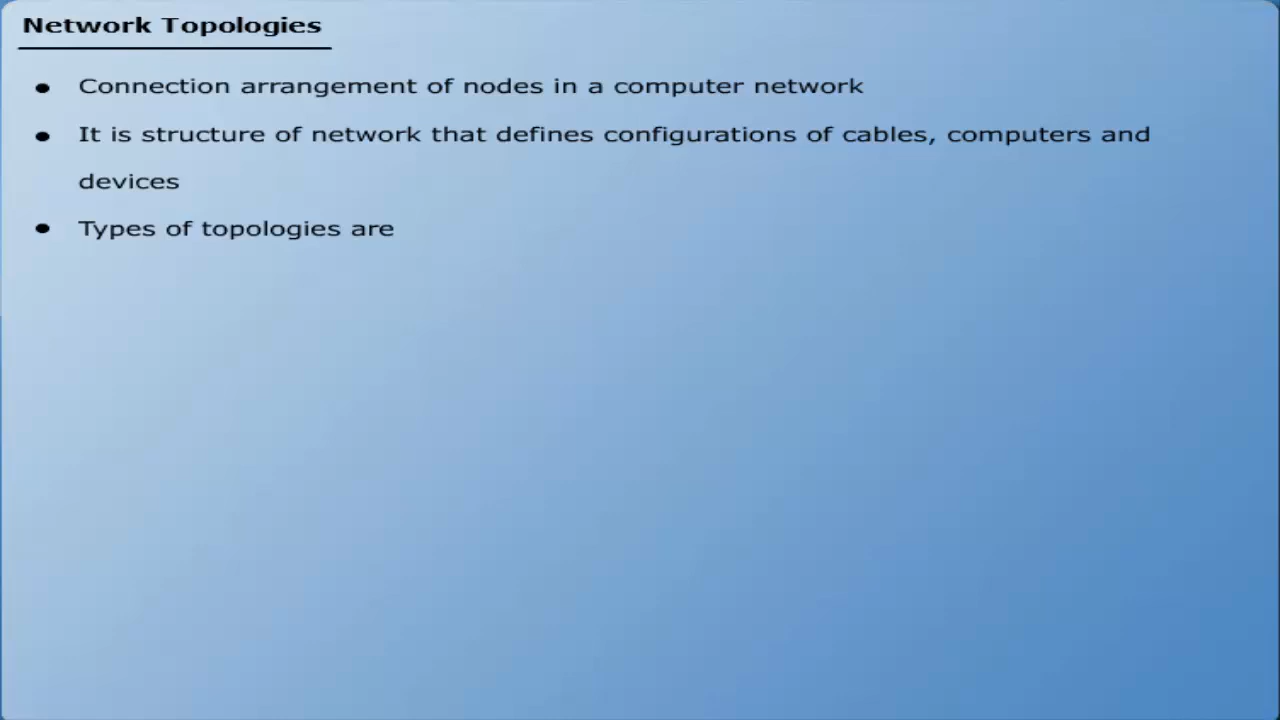 Network Topologies
● Connection arrangement of nodes in a computer network
● It is structure of network that defines configurations of cables, computers and
devices
● Types of topologies are